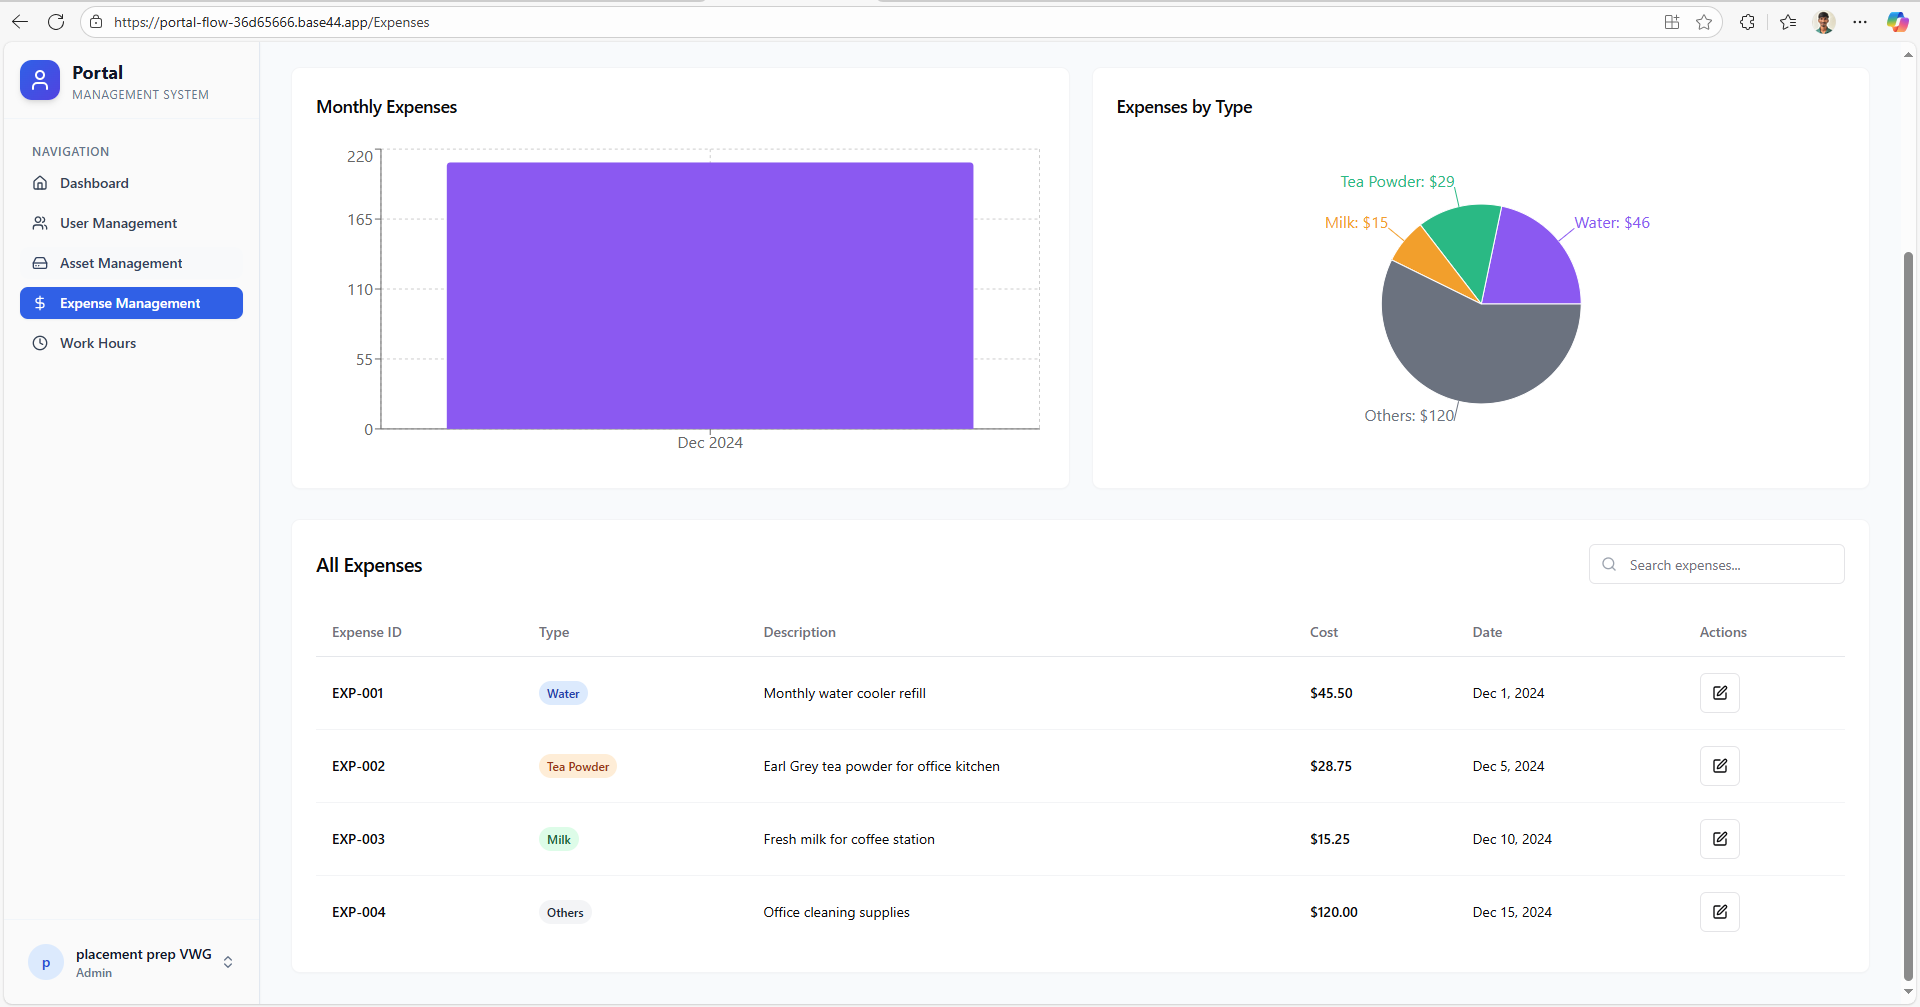 https://portal-flow-36d65666.base44.app/Expenses
Portal
MANAGEMENT SYSTEM
NAVIGATION
Dashboard
User Management
Asset Management
$ Expense Management
Work Hours
Monthly Expenses
220
165
110
55
0
Dec 2024
Expenses by Type
Tea Powder: $29
Milk: $15
Water: $46
Others: $120
All Expenses
Search expenses...
Expense ID Type Description Cost Date Actions
EXP-001 Water Monthly water cooler refill $45.50 Dec 1, 2024
EXP-002 Tea Powder Earl Grey tea powder for office kitchen $28.75 Dec 5, 2024
EXP-003 Milk Fresh milk for coffee station $15.25 Dec 10, 2024
EXP-004 Others Office cleaning supplies $120.00 Dec 15, 2024
p
placement prep VWG
Admin